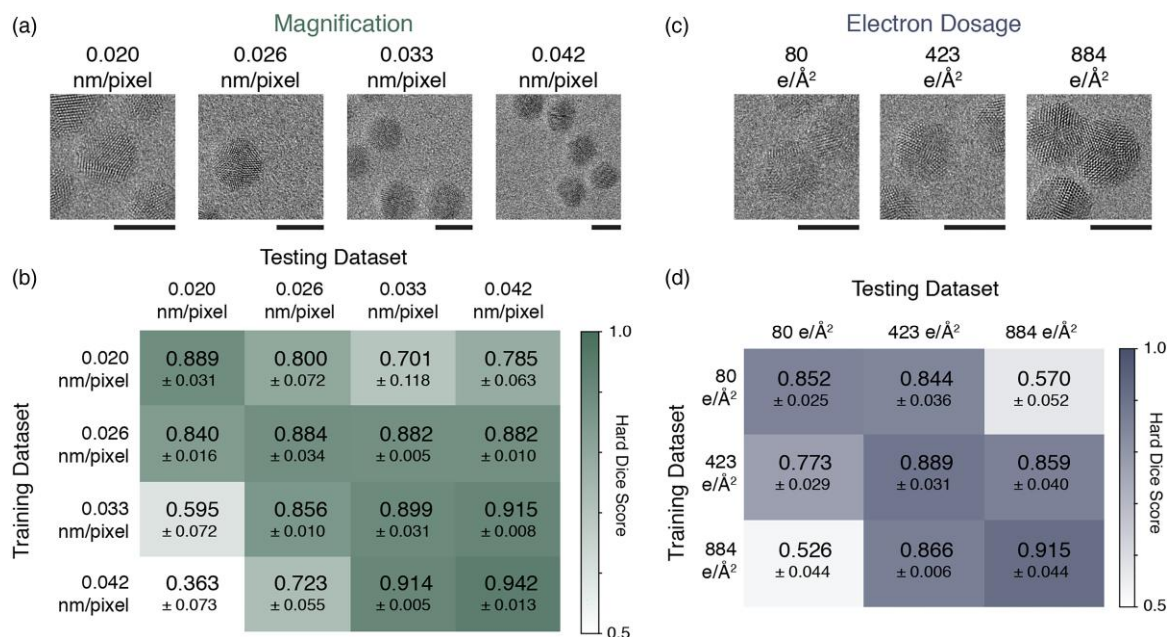 (a)
Magnification
0.020 nm/pixel
0.026 nm/pixel
0.033 nm/pixel
0.042 nm/pixel
(b)
Testing Dataset
0.020 nm/pixel
0.026 nm/pixel
0.033 nm/pixel
0.042 nm/pixel
Training Dataset
0.020 nm/pixel
0.889 ± 0.031
0.800 ± 0.072
0.701 ± 0.118
0.785 ± 0.063
0.026 nm/pixel
0.840 ± 0.016
0.884 ± 0.034
0.882 ± 0.005
0.882 ± 0.010
0.033 nm/pixel
0.595 ± 0.072
0.856 ± 0.010
0.899 ± 0.031
0.915 ± 0.008
0.042 nm/pixel
0.363 ± 0.073
0.723 ± 0.055
0.914 ± 0.005
0.942 ± 0.013
1.0
Hard Dice Score
0.5
(c)
Electron Dosage
80 e/Å²
423 e/Å²
884 e/Å²
(d)
Testing Dataset
80 e/Å²
423 e/Å²
884 e/Å²
Training Dataset
80 e/Å²
0.852 ± 0.025
0.844 ± 0.036
0.570 ± 0.052
423 e/Å²
0.773 ± 0.029
0.889 ± 0.031
0.859 ± 0.040
884 e/Å²
0.526 ± 0.044
0.866 ± 0.006
0.915 ± 0.044
1.0
Hard Dice Score
0.5